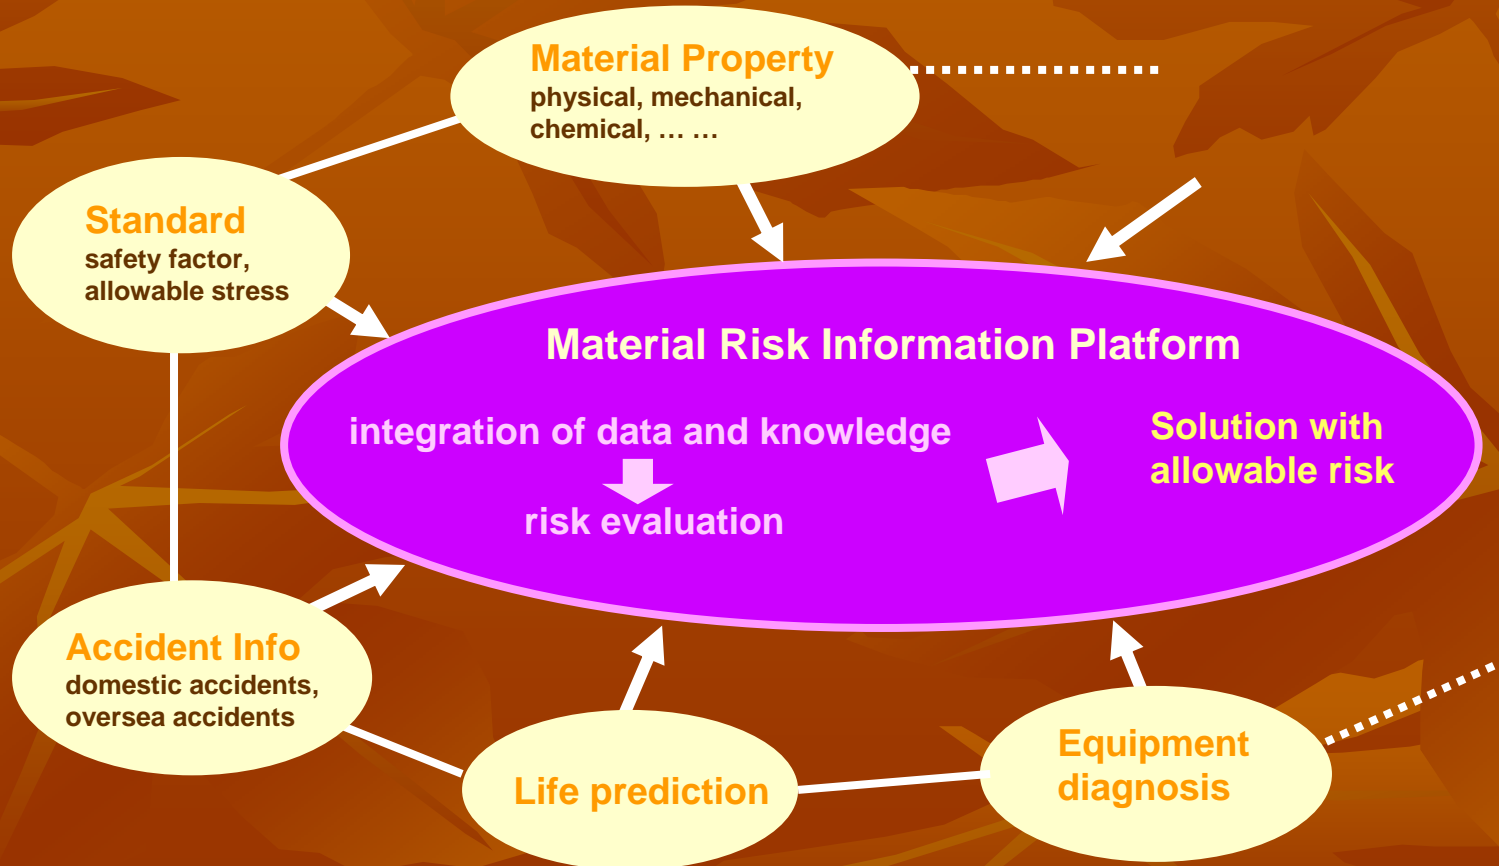 Material Property
physical, mechanical,
chemical, … …
Standard
safety factor,
allowable stress
Material Risk Information Platform
integration of data and knowledge
risk evaluation
Solution with
allowable risk
Accident Info
domestic accidents,
oversea accidents
Life prediction
Equipment
diagnosis